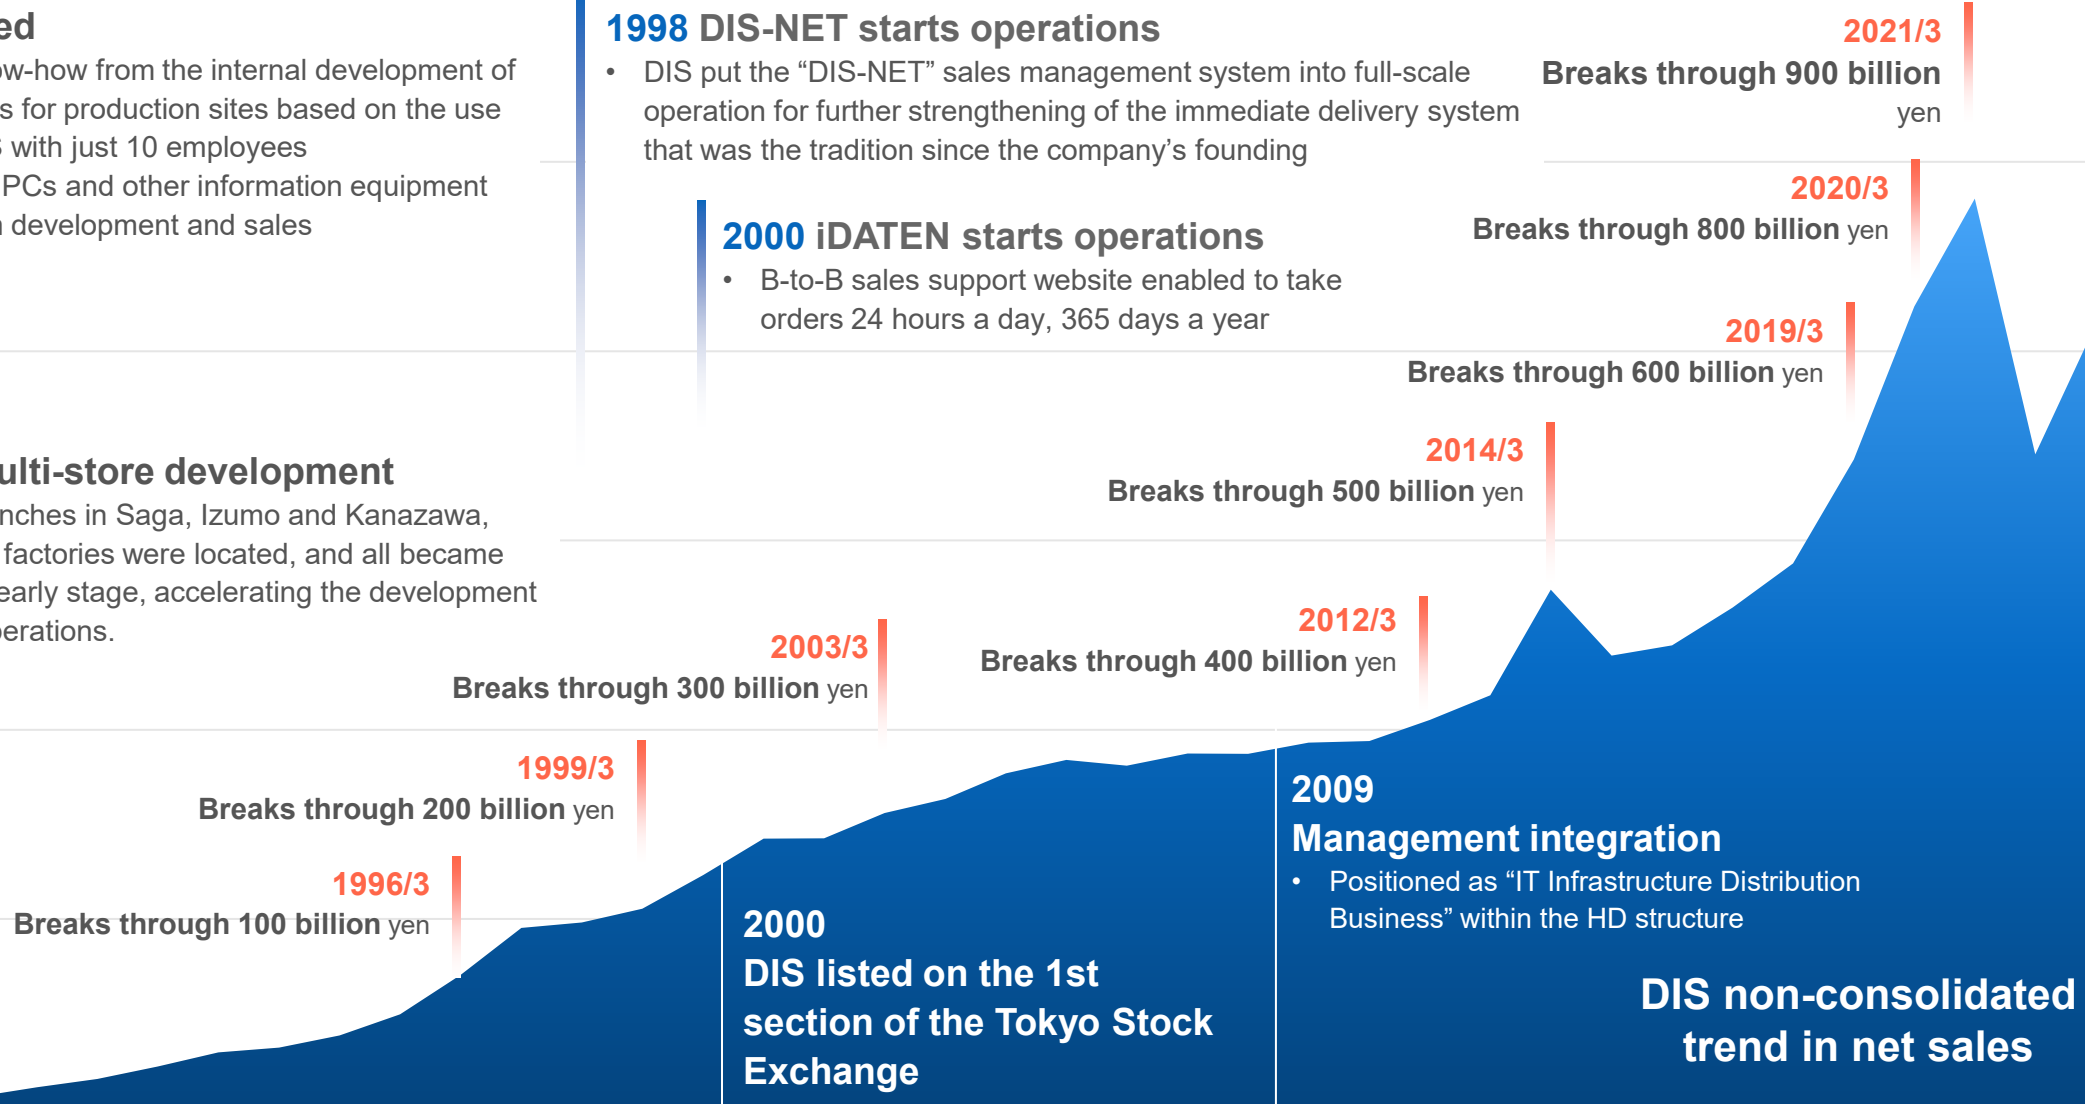 ed
ow-how from the internal development of
s for production sites based on the use
with just 10 employees
PCs and other information equipment
development and sales
ulti-store development
nches in Saga, Izumo and Kanazawa,
factories were located, and all became
early stage, accelerating the development
perations.
1998 DIS-NET starts operations
• DIS put the “DIS-NET” sales management system into full-scale
operation for further strengthening of the immediate delivery system
that was the tradition since the company’s founding
2000 iDATEN starts operations
• B-to-B sales support website enabled to take
orders 24 hours a day, 365 days a year
2021/3
Breaks through 900 billion
yen
2020/3
Breaks through 800 billion yen
2019/3
Breaks through 600 billion yen
2014/3
Breaks through 500 billion yen
2012/3
Breaks through 400 billion yen
2003/3
Breaks through 300 billion yen
1999/3
Breaks through 200 billion yen
1996/3
Breaks through 100 billion yen
2000
DIS listed on the 1st
section of the Tokyo Stock
Exchange
2009
Management integration
• Positioned as “IT Infrastructure Distribution
Business” within the HD structure
DIS non-consolidated
trend in net sales